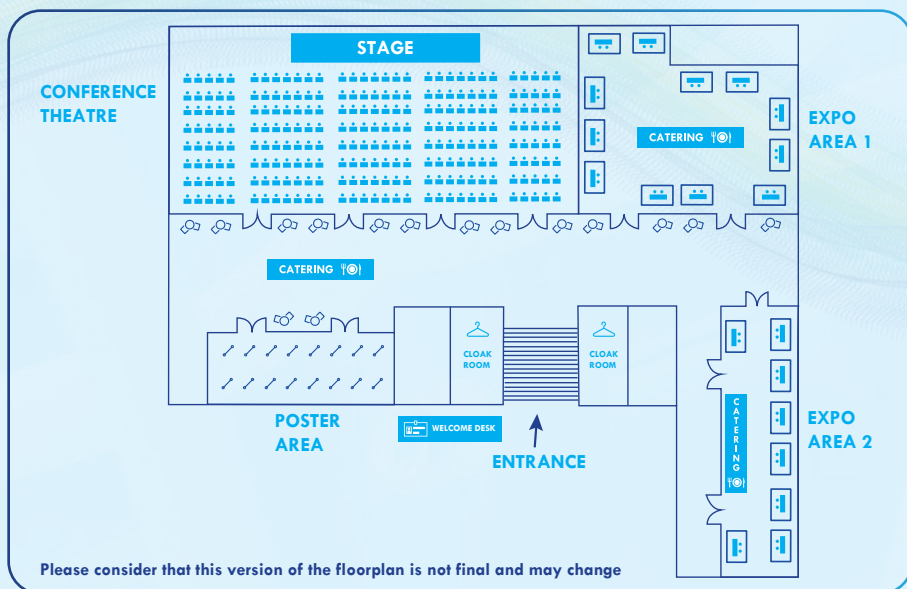 STAGE
CONFERENCE
THEATRE
CATERING
EXPO
AREA 1
CATERING
CLOAK
ROOM
CLOAK
ROOM
POSTER
AREA
WELCOME DESK
ENTRANCE
CATERING
EXPO
AREA 2
Please consider that this version of the floorplan is not final and may change